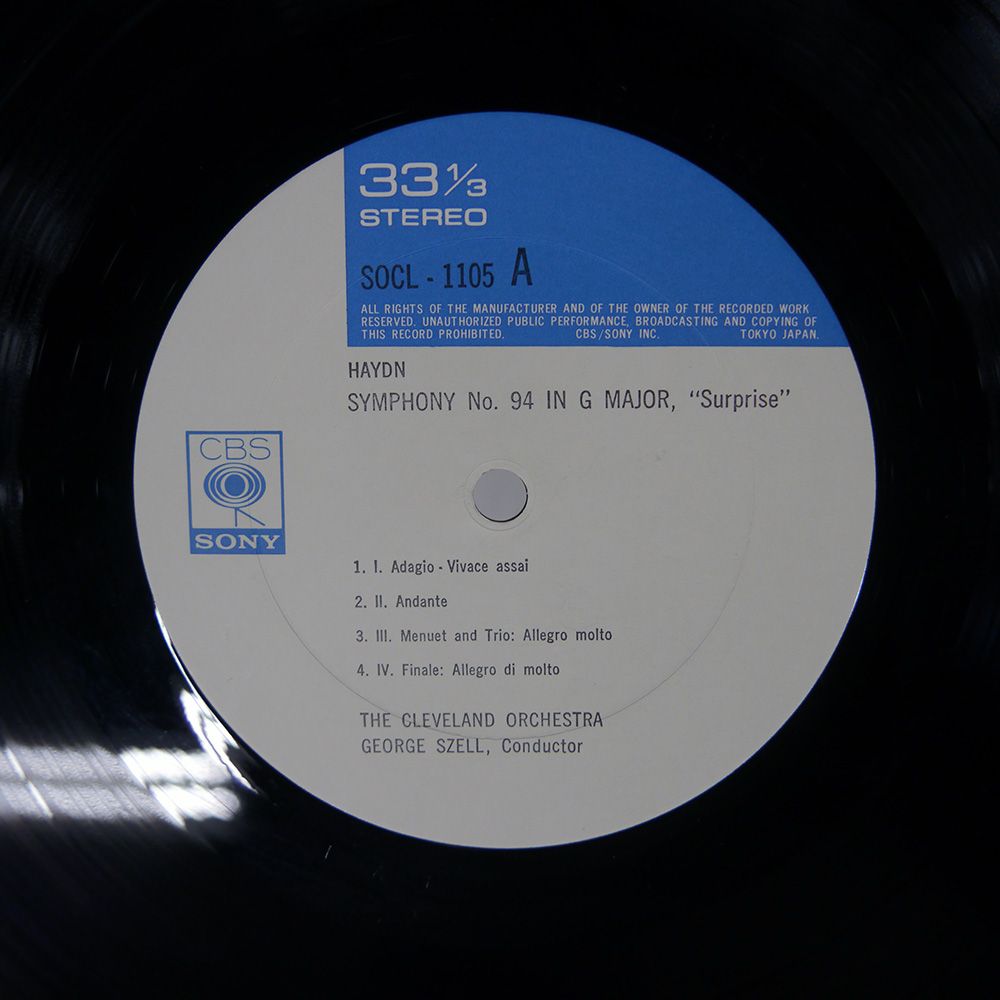 33 1/3
STEREO
SOCL - 1105 A
ALL RIGHTS OF THE MANUFACTURER AND OF THE OWNER OF THE RECORDED WORK
RESERVED. UNAUTHORIZED PUBLIC PERFORMANCE, BROADCASTING AND COPYING OF
THIS RECORD PROHIBITED. CBS/SONY INC. TOKYO JAPAN.
HAYDN
SYMPHONY No. 94 IN G MAJOR, “Surprise”
CBS
SONY
1. I. Adagio - Vivace assai
2. II. Andante
3. III. Menuet and Trio: Allegro molto
4. IV. Finale: Allegro di molto
THE CLEVELAND ORCHESTRA
GEORGE SZELL, Conductor